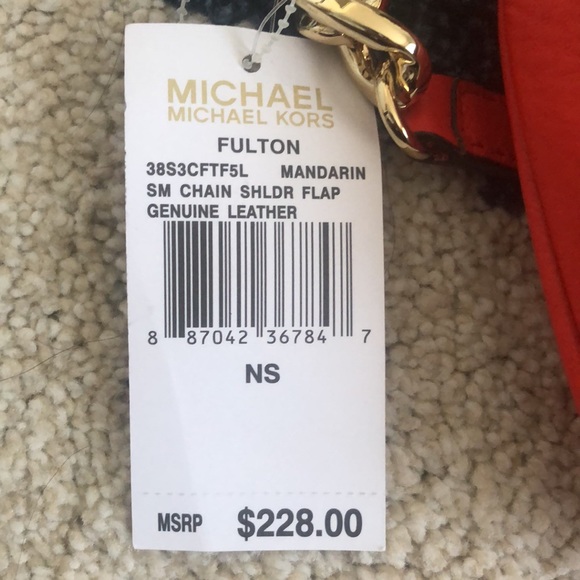 MICHAEL
MICHAEL KORS
FULTON
38S3CFTF5L MANDARIN
SM CHAIN SHLDR FLAP
GENUINE LEATHER
8 87042 36784 7
NS
MSRP $228.00